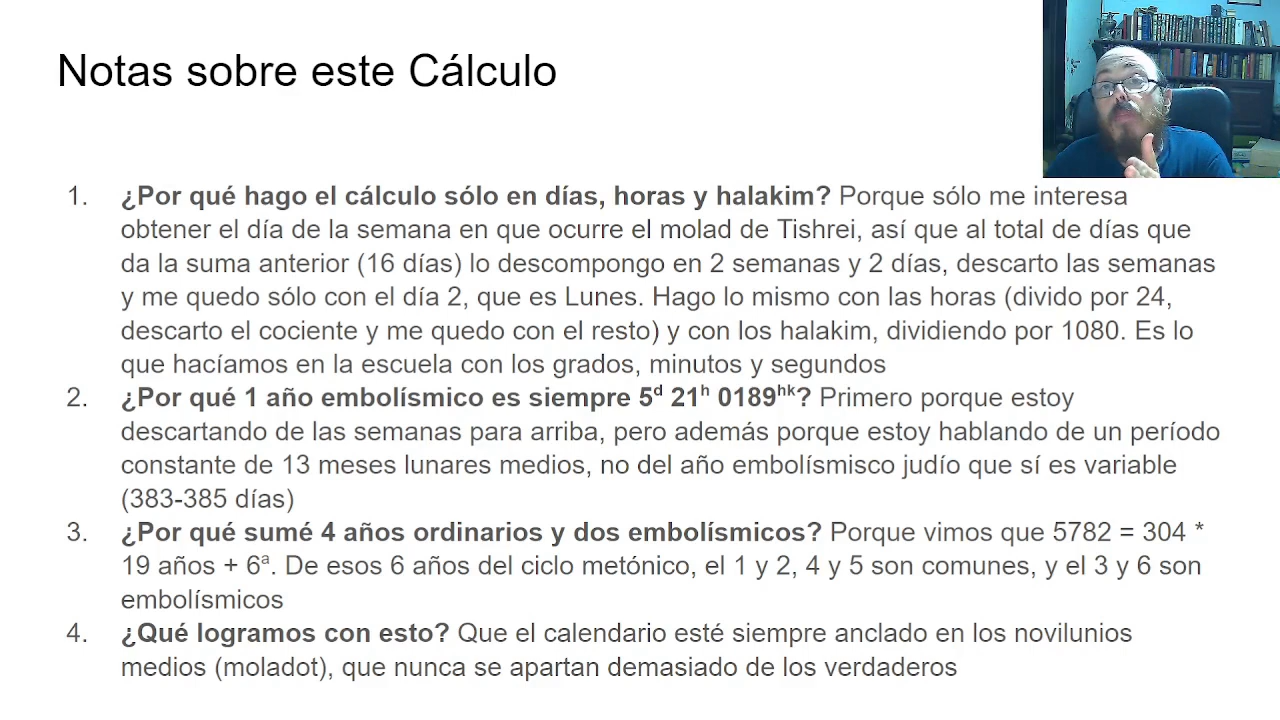 Notas sobre este Cálculo
1. ¿Por qué hago el cálculo sólo en días, horas y halakim? Porque sólo me interesa
obtener el día de la semana en que ocurre el molad de Tishrei, así que al total de días que
da la suma anterior (16 días) lo descompongo en 2 semanas y 2 días, descarto las semanas
y me quedo sólo con el día 2, que es Lunes. Hago lo mismo con las horas (divido por 24,
descarto el cociente y me quedo con el resto) y con los halakim, dividiendo por 1080. Es lo
que hacíamos en la escuela con los grados, minutos y segundos
2. ¿Por qué 1 año embolísmico es siempre 5ᵈ 21ʰ 0189ʰᵏ? Primero porque estoy
descartando de las semanas para arriba, pero además porque estoy hablando de un período
constante de 13 meses lunares medios, no del año embolísmisco judío que sí es variable
(383-385 días)
3. ¿Por qué sumé 4 años ordinarios y dos embolísmicos? Porque vimos que 5782 = 304 *
19 años + 6ª. De esos 6 años del ciclo metónico, el 1 y 2, 4 y 5 son comunes, y el 3 y 6 son
embolísmicos
4. ¿Qué logramos con esto? Que el calendario esté siempre anclado en los novilunios
medios (moladot), que nunca se apartan demasiado de los verdaderos